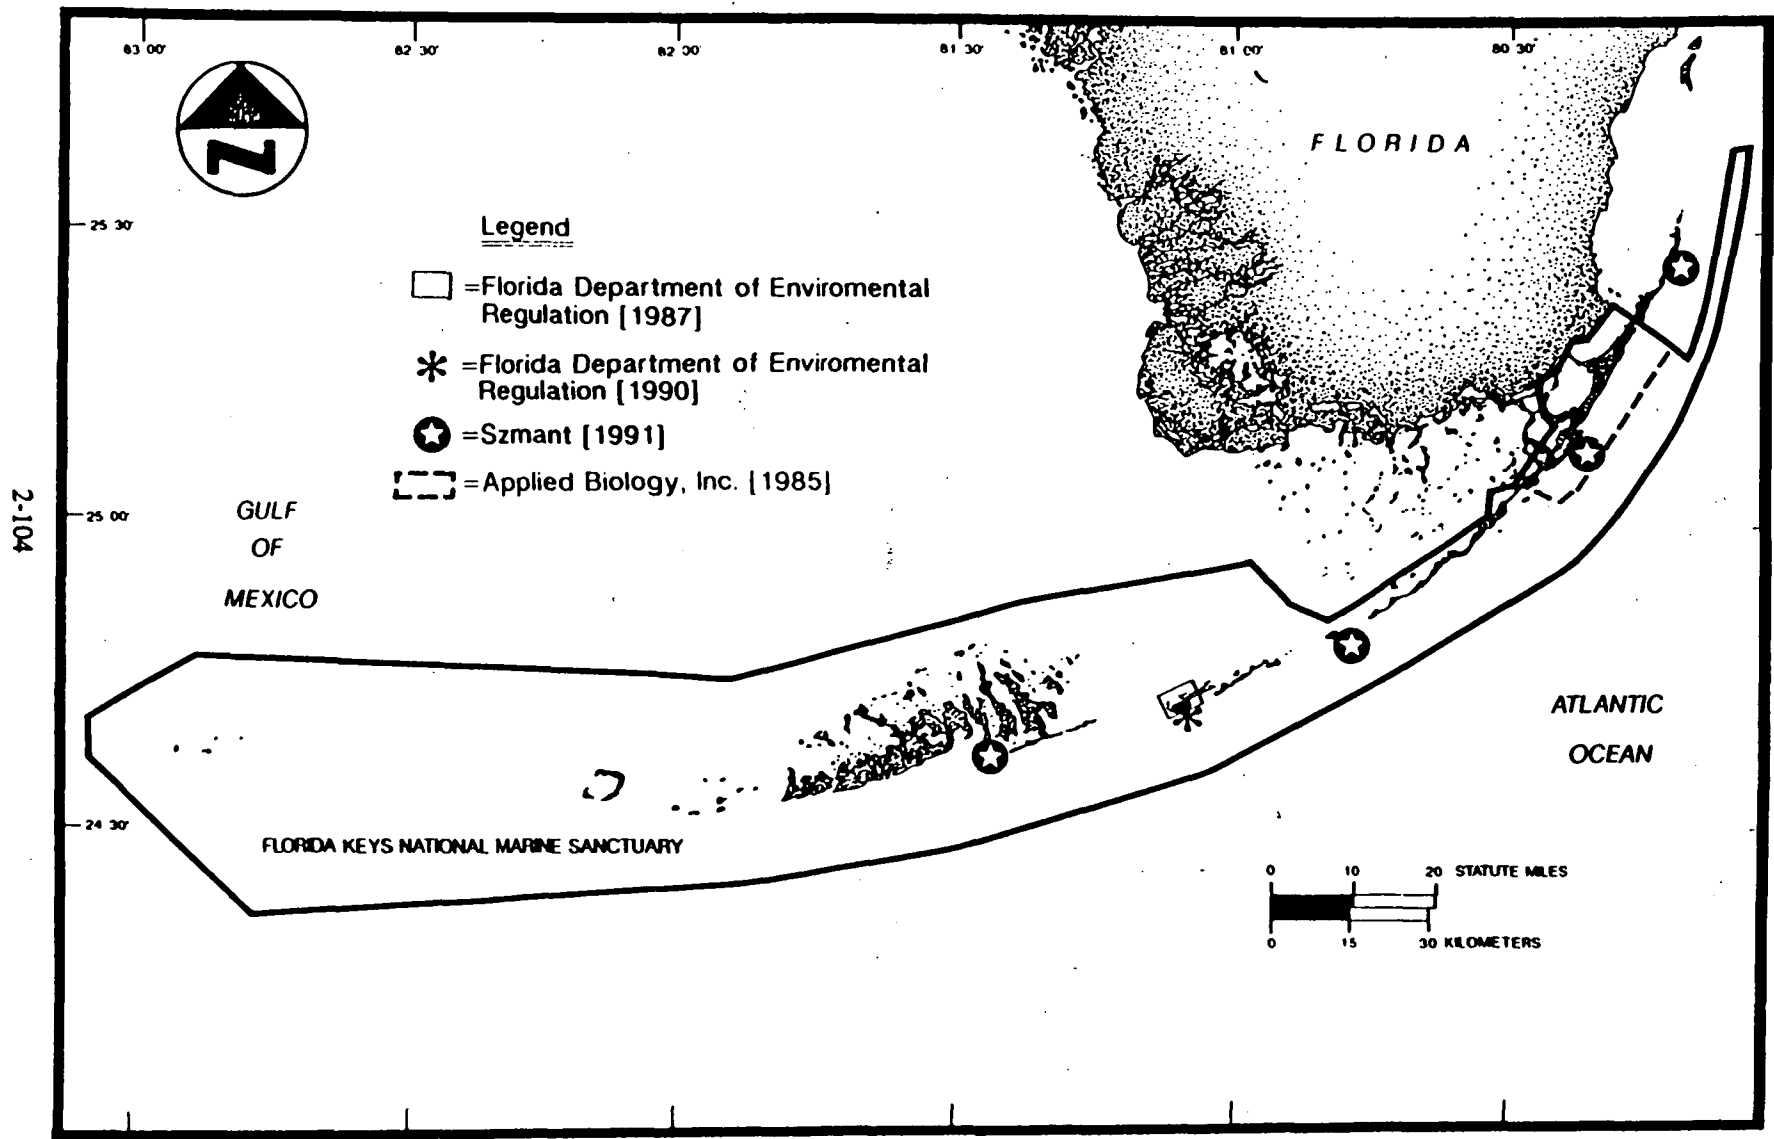 83 00'
82 30'
82 30'
81 30'
81 00'
80 30'
FLORIDA
N
25 30'
Legend
=Florida Department of Enviromental
Regulation [1987]
=Florida Department of Enviromental
Regulation [1990]
=Szmant [1991]
=Applied Biology, Inc. [1985]
GULF
OF
MEXICO
25 00'
2-104
ATLANTIC
OCEAN
24 30'
FLORIDA KEYS NATIONAL MARINE SANCTUARY
0 10 20 STATUTE MILES
0 15 30 KILOMETERS